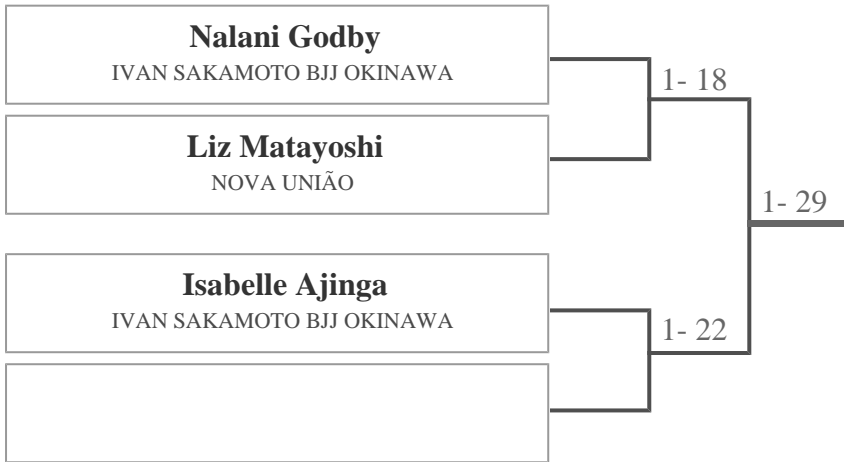 Nalani Godby
IVAN SAKAMOTO BJJ OKINAWA
1- 18
Liz Matayoshi
NOVA UNIÃO
1- 29
Isabelle Ajinga
IVAN SAKAMOTO BJJ OKINAWA
1- 22